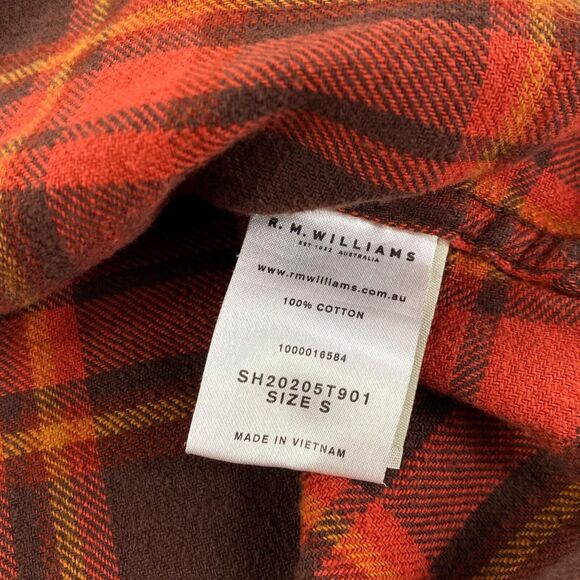 R. M. WILLIAMS
EST 1932 AUSTRALIA
www.rmwilliams.com.au
100% COTTON
1000016584
SH20205T901
SIZE S
MADE IN VIETNAM